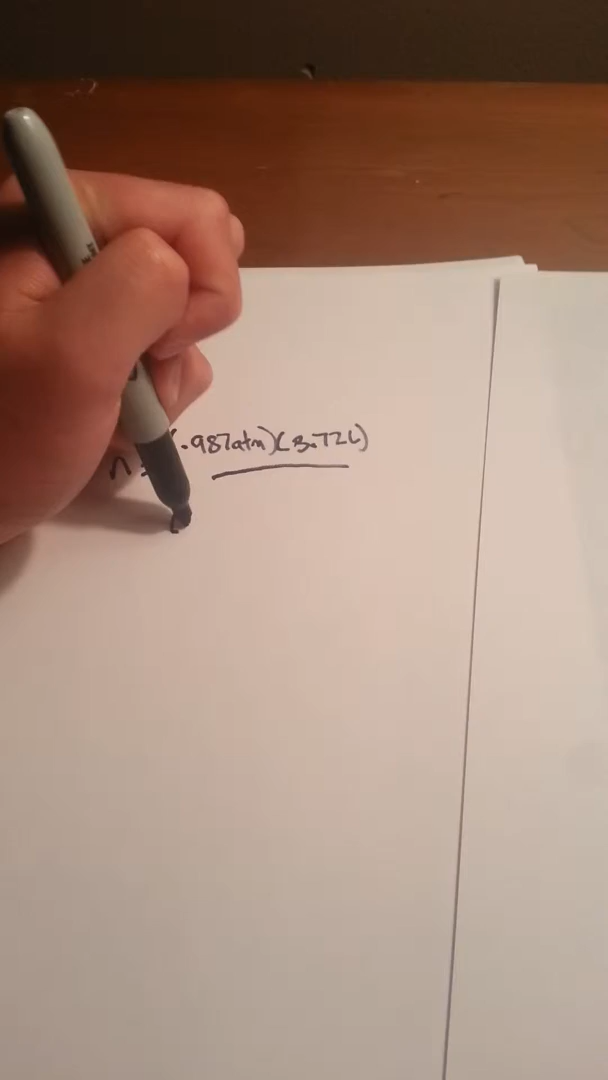 n = (.987atm)(3.72L)